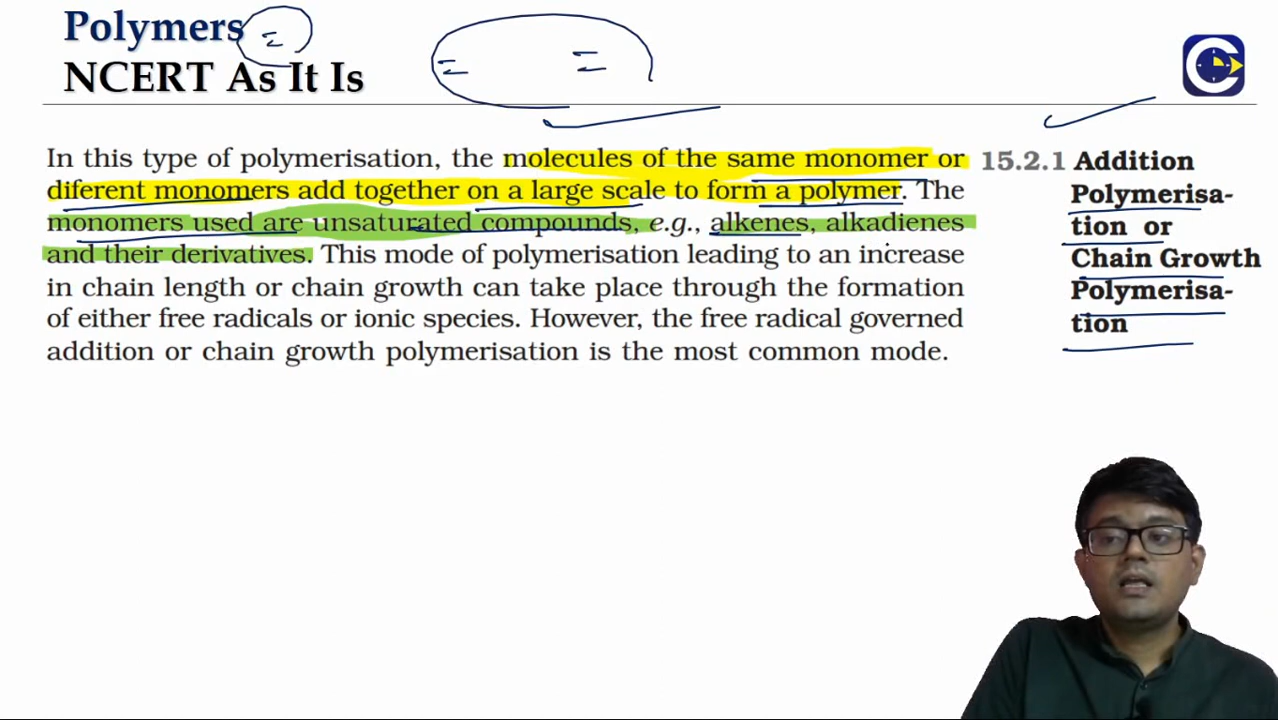 Polymers
NCERT As It Is
In this type of polymerisation, the molecules of the same monomer or
diferent monomers add together on a large scale to form a polymer. The
monomers used are unsaturated compounds, e.g., alkenes, alkadienes
and their derivatives. This mode of polymerisation leading to an increase
in chain length or chain growth can take place through the formation
of either free radicals or ionic species. However, the free radical governed
addition or chain growth polymerisation is the most common mode.
15.2.1 Addition
Polymerisa-
tion or
Chain Growth
Polymerisa-
tion